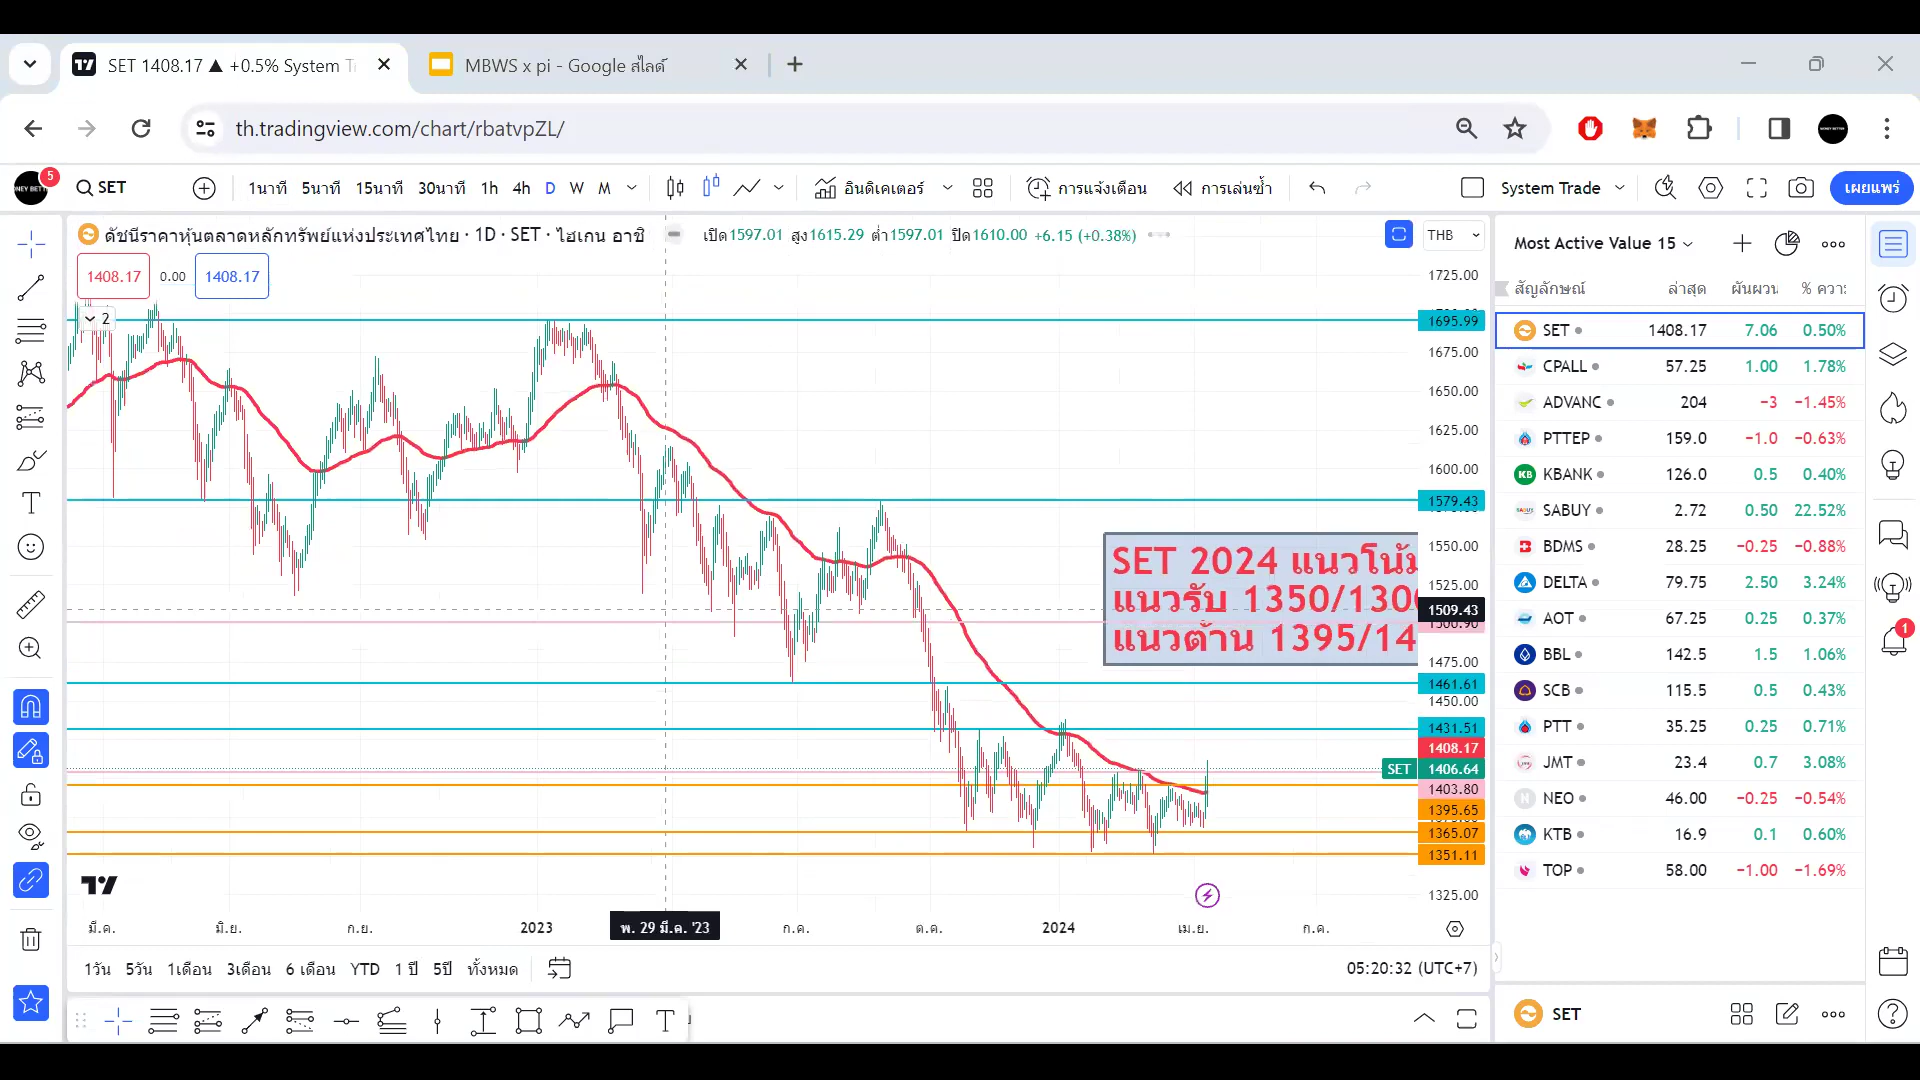 SET 1408.17 ▲ +0.5% System T
MBWS x pi - Google สไลด์
th.tradingview.com/chart/rbatvpZL/
5
SET
1นาที 5นาที 15นาที 30นาที 1h 4h D W M
อินดิเคเตอร์
การแจ้งเตือน
การเล่นซ้ำ
System Trade
เผยแพร่
ดัชนีราคาหุ้นตลาดหลักทรัพย์แห่งประเทศไทย · 1D · SET · ไฮเกน อาชิ
เปิด1597.01 สูง1615.29 ต่ำ1597.01 ปิด1610.00 +6.15 (+0.38%)
THB
1408.17 0.00 1408.17
2
1725.00
1695.99
1675.00
1650.00
1625.00
1600.00
1579.43
1550.00
1525.00
1509.43
1500.90
1475.00
1461.61
1450.00
1431.51
1408.17
SET 1406.64
1403.80
1395.65
1365.07
1351.11
1325.00
SET 2024 แนวโน้ม
แนวรับ 1350/130
แนวต้าน 1395/14
มี.ค. มิ.ย. ก.ย. 2023 พ. 29 มี.ค. '23 ก.ค. ต.ค. 2024 เม.ย. ก.ค.
1วัน 5วัน 1เดือน 3เดือน 6 เดือน YTD 1 ปี 5ปี ทั้งหมด
05:20:32 (UTC+7)
Most Active Value 15
สัญลักษณ์ ล่าสุด ผันผวน % ความ
SET 1408.17 7.06 0.50%
CPALL 57.25 1.00 1.78%
ADVANC 204 −3 −1.45%
PTTEP 159.0 −1.0 −0.63%
KB KBANK 126.0 0.5 0.40%
SABUY 2.72 0.50 22.52%
BDMS 28.25 −0.25 −0.88%
DELTA 79.75 2.50 3.24%
AOT 67.25 0.25 0.37%
BBL 142.5 1.5 1.06%
SCB 115.5 0.5 0.43%
PTT 35.25 0.25 0.71%
JMT 23.4 0.7 3.08%
N NEO 46.00 −0.25 −0.54%
KTB 16.9 0.1 0.60%
TOP 58.00 −1.00 −1.69%
SET
1